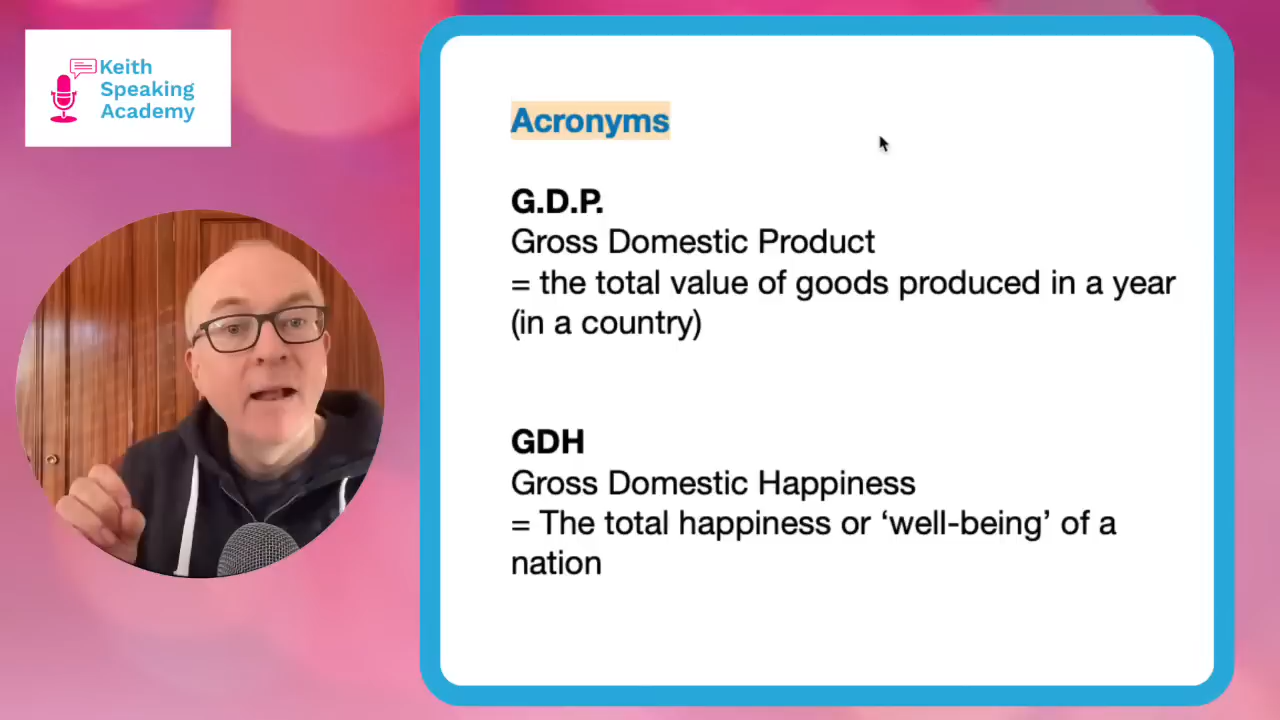 Keith
Speaking
Academy
Acronyms
G.D.P.
Gross Domestic Product
= the total value of goods produced in a year
(in a country)
GDH
Gross Domestic Happiness
= The total happiness or ‘well-being’ of a
nation